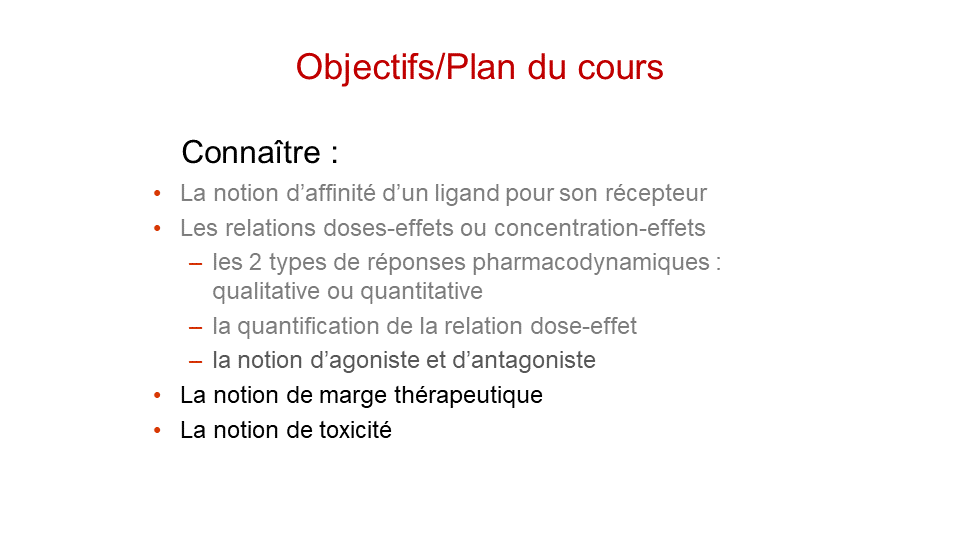 Objectifs/Plan du cours
Connaître :
• La notion d’affinité d’un ligand pour son récepteur
• Les relations doses-effets ou concentration-effets
– les 2 types de réponses pharmacodynamiques :
qualitative ou quantitative
– la quantification de la relation dose-effet
– la notion d’agoniste et d’antagoniste
• La notion de marge thérapeutique
• La notion de toxicité